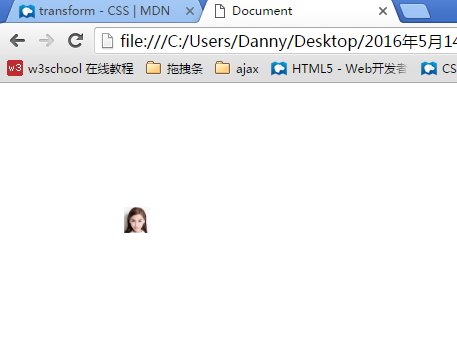 transform - CSS | MDN
Document
file:///C:/Users/Danny/Desktop/2016年5月14
w3 w3school 在线教程 拖拽条 ajax HTML5 - Web开发者 CS